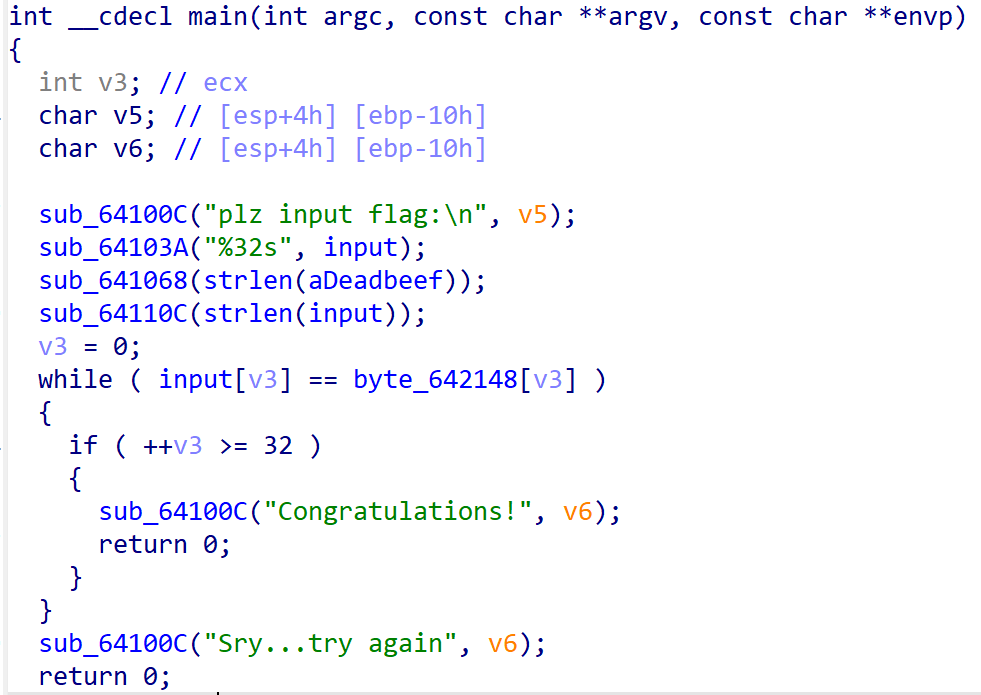 int __cdecl main(int argc, const char **argv, const char **envp)
{
  int v3; // ecx
  char v5; // [esp+4h] [ebp-10h]
  char v6; // [esp+4h] [ebp-10h]

  sub_64100C("plz input flag:\n", v5);
  sub_64103A("%32s", input);
  sub_641068(strlen(aDeadbeef));
  sub_64110C(strlen(input));
  v3 = 0;
  while ( input[v3] == byte_642148[v3] )
  {
    if ( ++v3 >= 32 )
    {
      sub_64100C("Congratulations!", v6);
      return 0;
    }
  }
  sub_64100C("Sry...try again", v6);
  return 0;